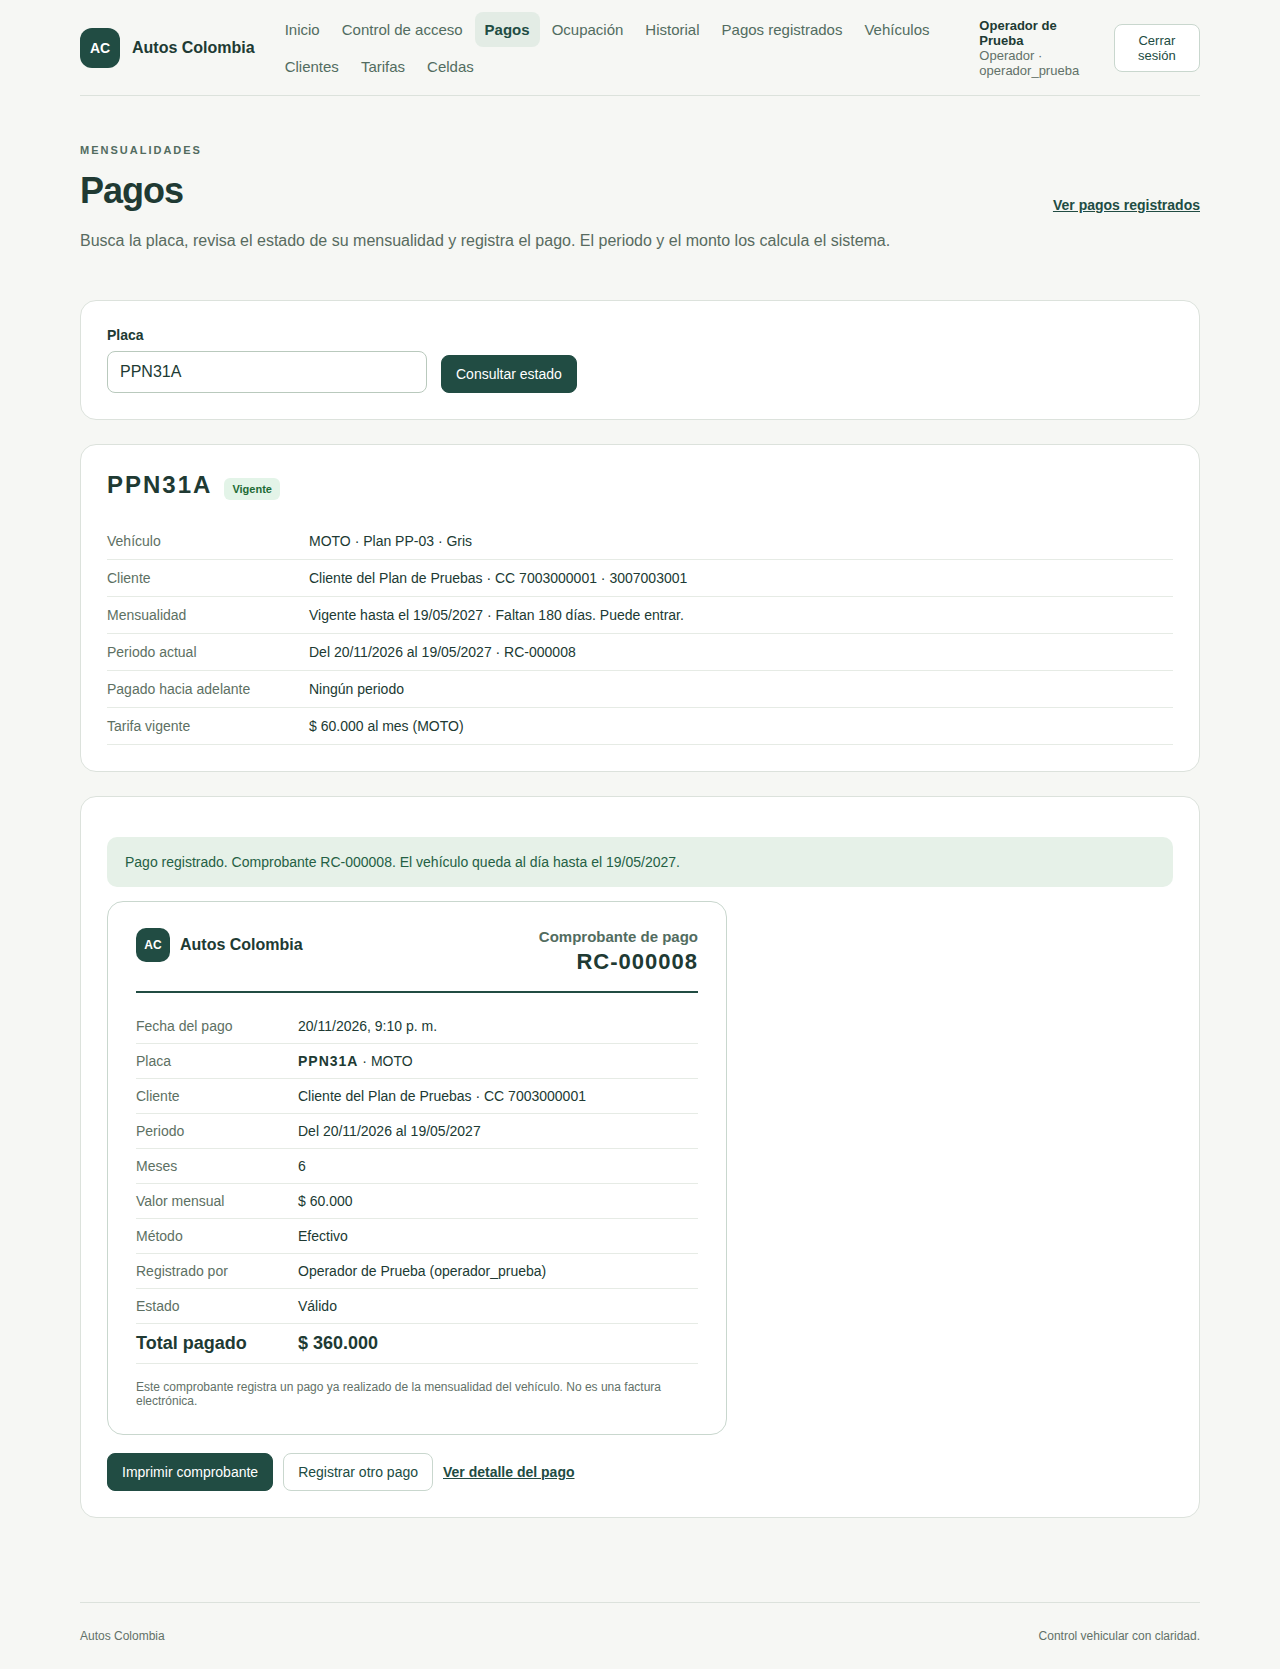 AC
Autos Colombia
Inicio
Control de acceso
Pagos
Ocupación
Historial
Pagos registrados
Vehículos
Clientes
Tarifas
Celdas
Operador de
Prueba
Operador ·
operador_prueba
Cerrar
sesión
MENSUALIDADES
Pagos
Ver pagos registrados
Busca la placa, revisa el estado de su mensualidad y registra el pago. El periodo y el monto los calcula el sistema.
Placa
PPN31A
Consultar estado
PPN31A Vigente
Vehículo MOTO · Plan PP-03 · Gris
Cliente Cliente del Plan de Pruebas · CC 7003000001 · 3007003001
Mensualidad Vigente hasta el 19/05/2027 · Faltan 180 días. Puede entrar.
Periodo actual Del 20/11/2026 al 19/05/2027 · RC-000008
Pagado hacia adelante Ningún periodo
Tarifa vigente $ 60.000 al mes (MOTO)
Pago registrado. Comprobante RC-000008. El vehículo queda al día hasta el 19/05/2027.
AC
Autos Colombia
Comprobante de pago
RC-000008
Fecha del pago 20/11/2026, 9:10 p. m.
Placa PPN31A · MOTO
Cliente Cliente del Plan de Pruebas · CC 7003000001
Periodo Del 20/11/2026 al 19/05/2027
Meses 6
Valor mensual $ 60.000
Método Efectivo
Registrado por Operador de Prueba (operador_prueba)
Estado Válido
Total pagado $ 360.000
Este comprobante registra un pago ya realizado de la mensualidad del vehículo. No es una factura
electrónica.
Imprimir comprobante
Registrar otro pago
Ver detalle del pago
Autos Colombia
Control vehicular con claridad.